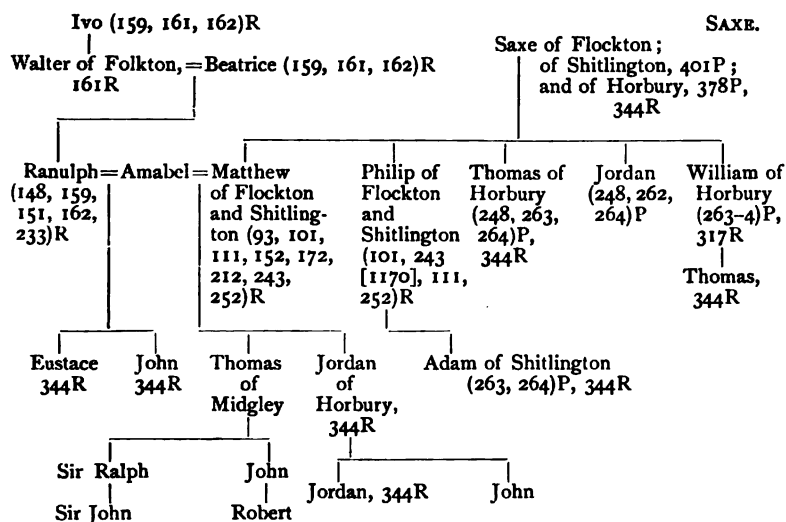 SAXE.
Ivo (159, 161, 162)R
Walter of Folkton,=Beatrice (159, 161, 162)R
161R
Saxe of Flockton;
of Shitlington, 401P;
and of Horbury, 378P,
344R
Ranulph=Amabel=Matthew
(148, 159,
151, 162,
233)R
of Flockton
and Shitling-
ton (93, 101,
111, 152, 172,
212, 243,
252)R
Philip of
Flockton
and
Shitlington
(101, 243
[1170], 111,
252)R
Thomas of
Horbury
(248, 263,
264)P,
344R
Jordan
(248, 262,
264)P
William of
Horbury
(263-4)P,
317R
Thomas,
344R
Eustace
344R
John
344R
Thomas
of
Midgley
Jordan
of
Horbury,
344R
Adam of Shitlington
(263, 264)P, 344R
Sir Ralph
Sir John
John
Robert
Jordan, 344R
John